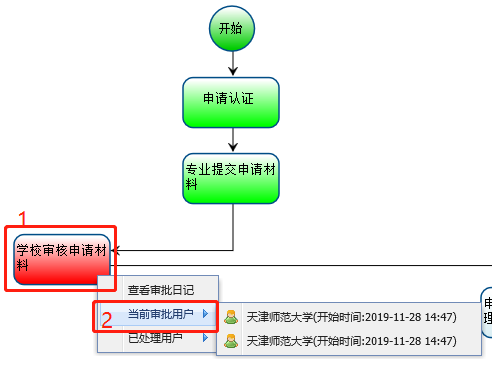 开始
申请认证
专业提交申请材
料
1
学校审核申请材
料
查看审批日记
2
当前审批用户
已处理用户
天津师范大学(开始时间:2019-11-28 14:47)
天津师范大学(开始时间:2019-11-28 14:47)
申
理